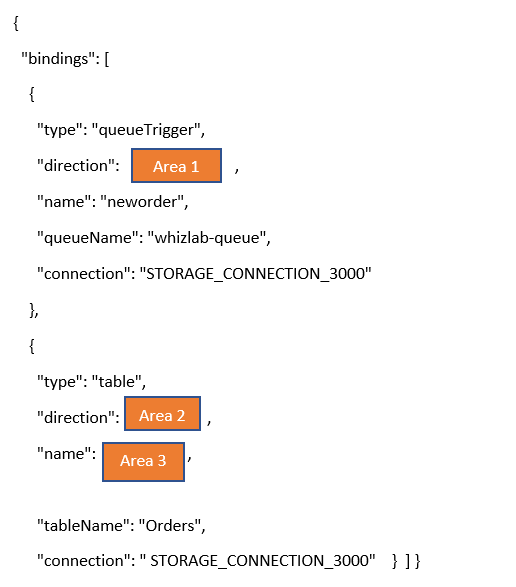 {
"bindings": [
{
"type": "queueTrigger",
"direction": Area 1 ,
"name": "neworder",
"queueName": "whizlab-queue",
"connection": "STORAGE_CONNECTION_3000"
},
{
"type": "table",
"direction": Area 2 ,
"name": Area 3 ,
"tableName": "Orders",
"connection": " STORAGE_CONNECTION_3000" } ] }